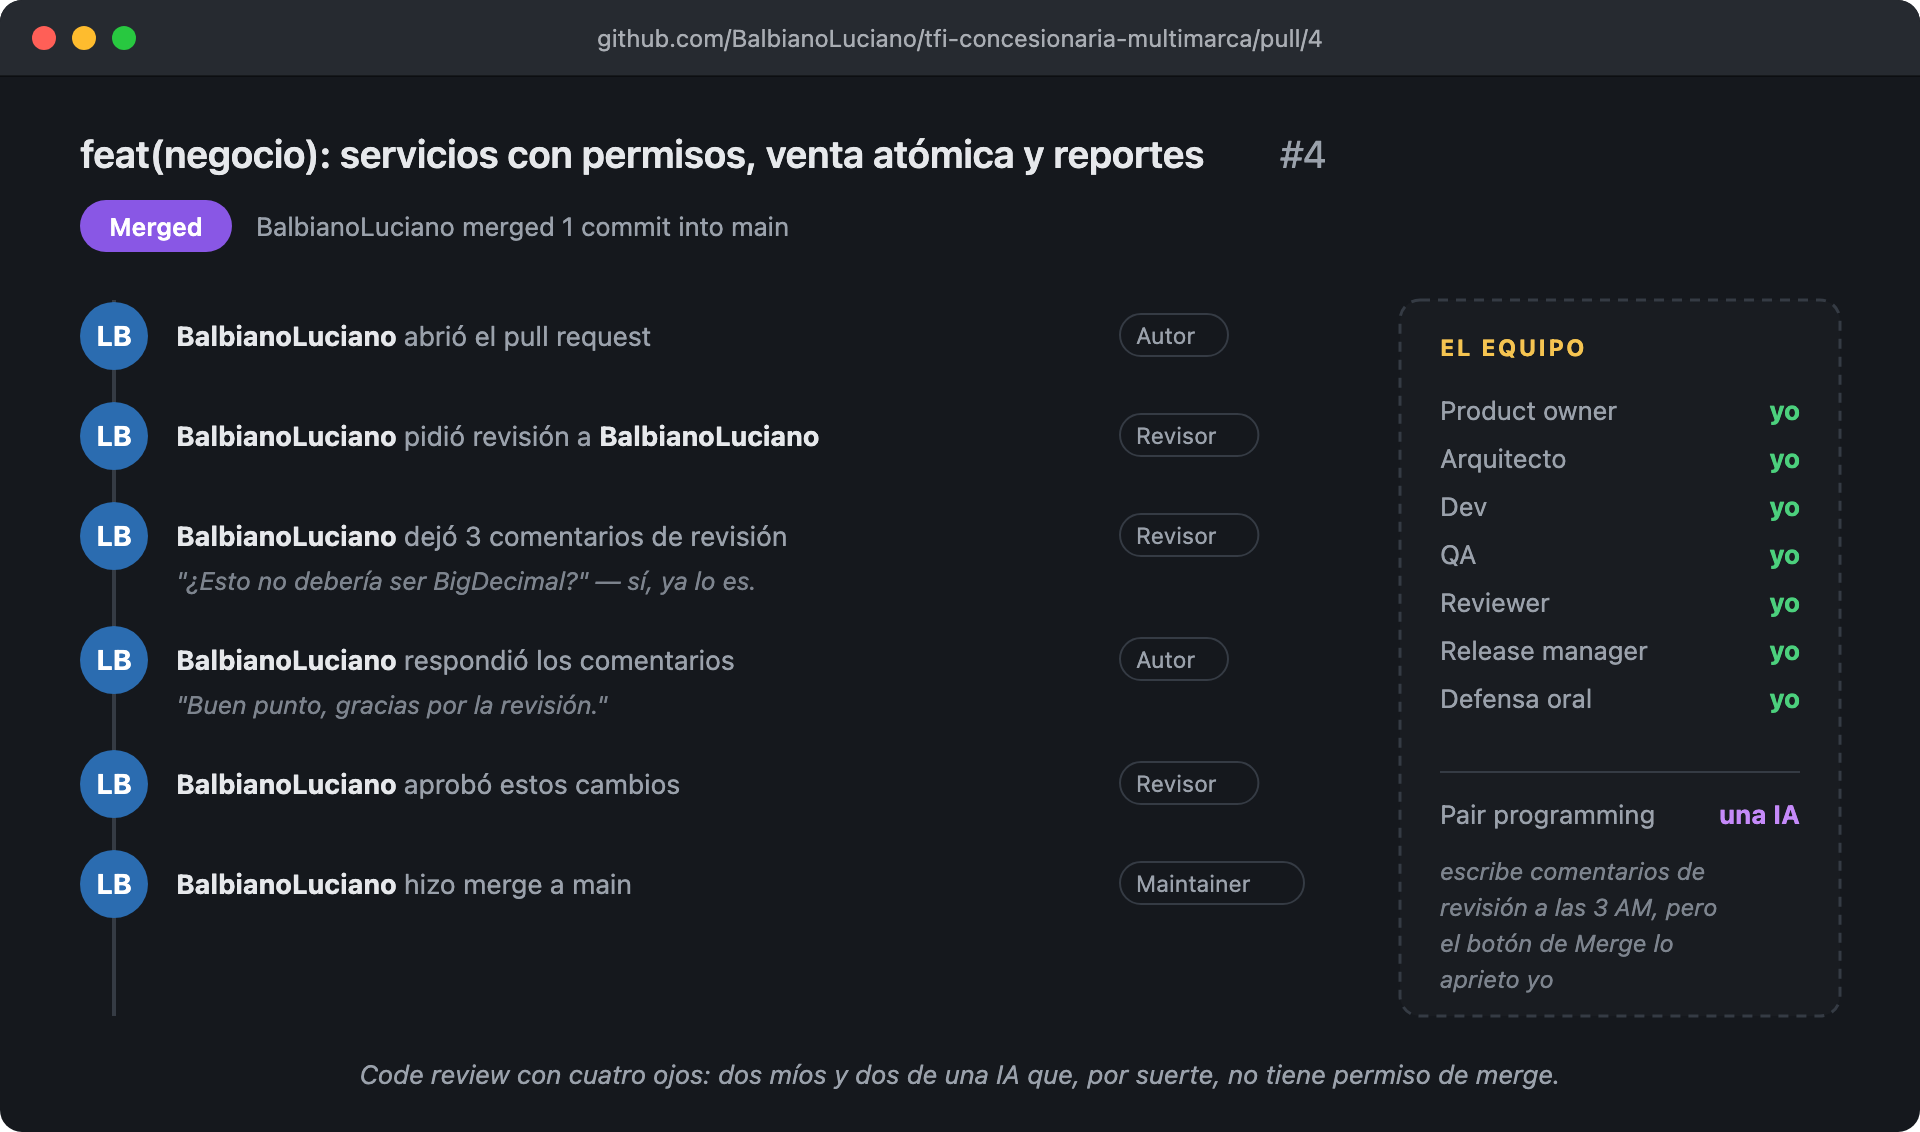 github.com/BalbianoLuciano/tfi-concesionaria-multimarca/pull/4
feat(negocio): servicios con permisos, venta atómica y reportes #4
Merged BalbianoLuciano merged 1 commit into main
LB BalbianoLuciano abrió el pull request Autor
LB BalbianoLuciano pidió revisión a BalbianoLuciano Revisor
LB BalbianoLuciano dejó 3 comentarios de revisión Revisor
"¿Esto no debería ser BigDecimal?" — sí, ya lo es.
LB BalbianoLuciano respondió los comentarios Autor
"Buen punto, gracias por la revisión."
LB BalbianoLuciano aprobó estos cambios Revisor
LB BalbianoLuciano hizo merge a main Maintainer
EL EQUIPO
Product owner yo
Arquitecto yo
Dev yo
QA yo
Reviewer yo
Release manager yo
Defensa oral yo
Pair programming una IA
escribe comentarios de
revisión a las 3 AM, pero
el botón de Merge lo
aprieto yo
Code review con cuatro ojos: dos míos y dos de una IA que, por suerte, no tiene permiso de merge.